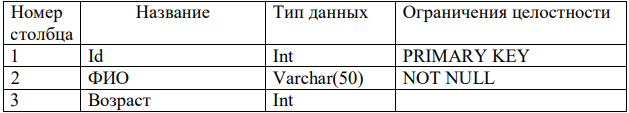 Номер столбца Название Тип данных Ограничения целостности
1 Id Int PRIMARY KEY
2 ФИО Varchar(50) NOT NULL
3 Возраст Int